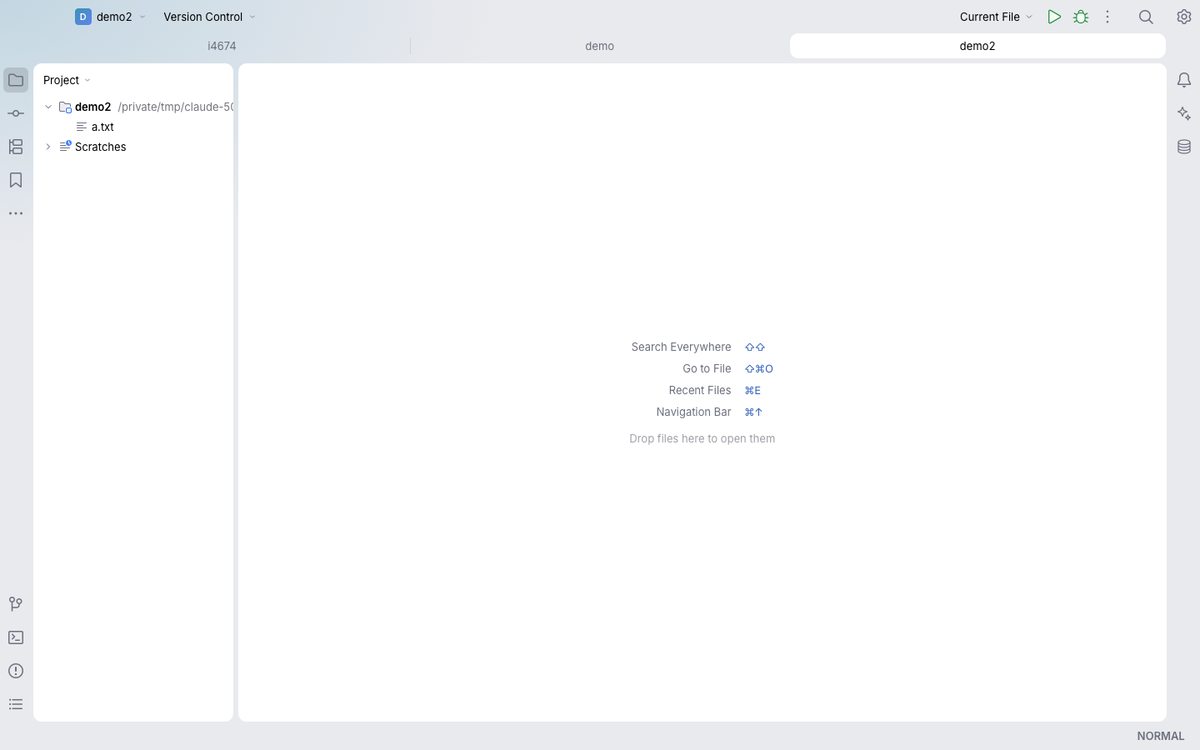 D demo2 Version Control Current File
i4674 demo demo2
Project
demo2 /private/tmp/claude-50
a.txt
Scratches
Search Everywhere ⇧⇧
Go to File ⇧⌘O
Recent Files ⌘E
Navigation Bar ⌘↑
Drop files here to open them
NORMAL